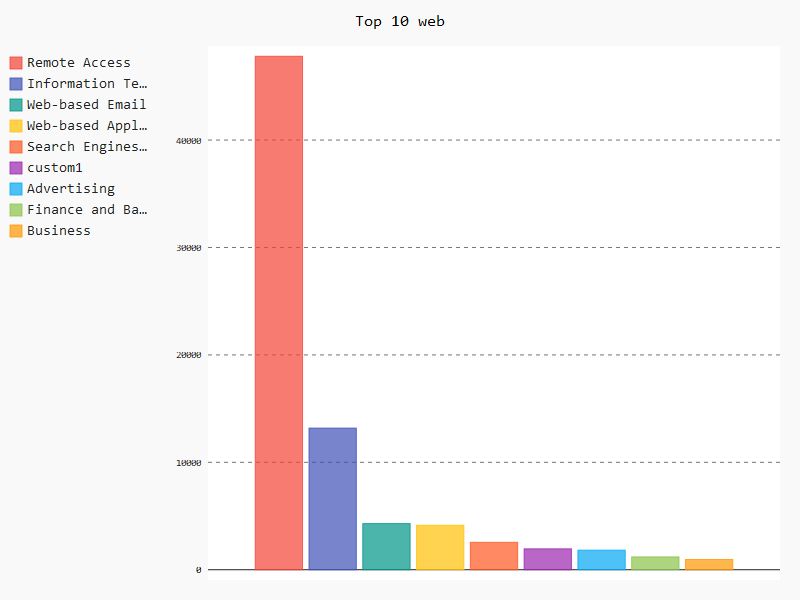 Top 10 web
Remote Access
Information Te…
Web-based Email
Web-based Appl…
Search Engines…
custom1
Advertising
Finance and Ba…
Business
40000
30000
20000
10000
0